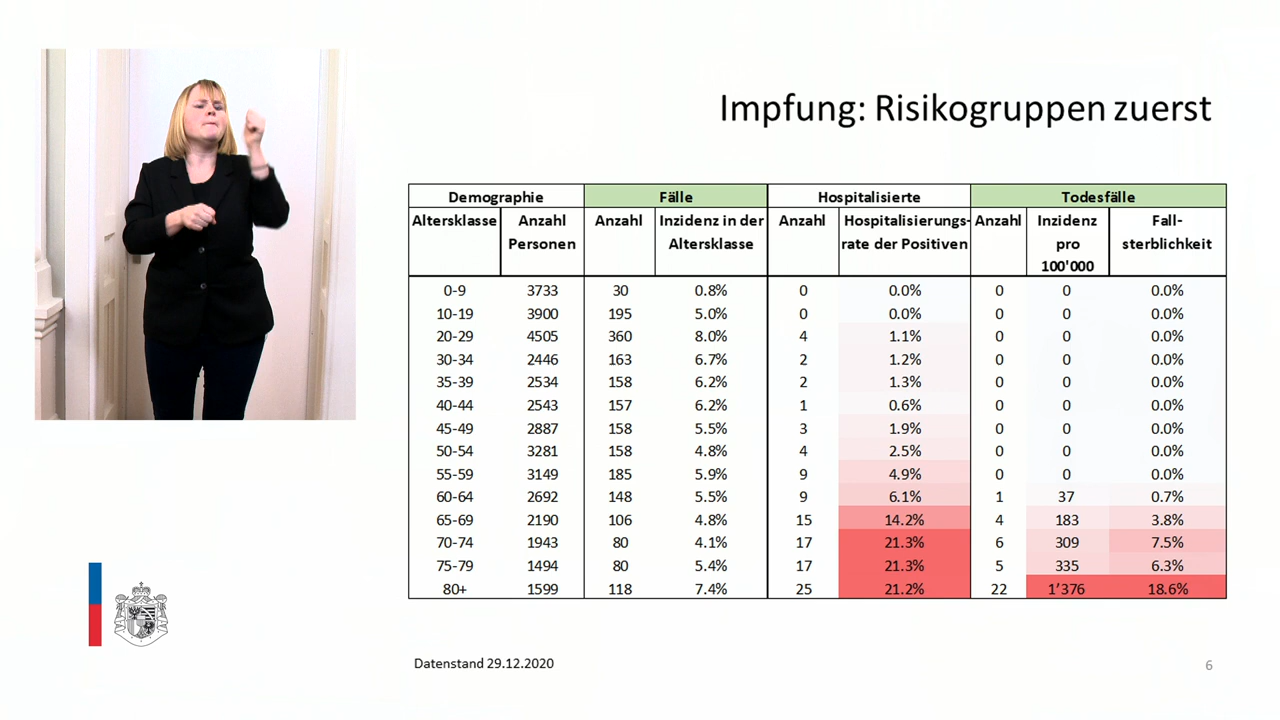 Impfung: Risikogruppen zuerst
Demographie Fälle Hospitalisierte Todesfälle
Altersklasse Anzahl Anzahl Inzidenz in der Anzahl Hospitalisierungs- Anzahl Inzidenz Fall-
Personen Altersklasse rate der Positiven pro sterblichkeit
100'000
0-9 3733 30 0.8% 0 0.0% 0 0 0.0%
10-19 3900 195 5.0% 0 0.0% 0 0 0.0%
20-29 4505 360 8.0% 4 1.1% 0 0 0.0%
30-34 2446 163 6.7% 2 1.2% 0 0 0.0%
35-39 2534 158 6.2% 2 1.3% 0 0 0.0%
40-44 2543 157 6.2% 1 0.6% 0 0 0.0%
45-49 2887 158 5.5% 3 1.9% 0 0 0.0%
50-54 3281 158 4.8% 4 2.5% 0 0 0.0%
55-59 3149 185 5.9% 9 4.9% 0 0 0.0%
60-64 2692 148 5.5% 9 6.1% 1 37 0.7%
65-69 2190 106 4.8% 15 14.2% 4 183 3.8%
70-74 1943 80 4.1% 17 21.3% 6 309 7.5%
75-79 1494 80 5.4% 17 21.3% 5 335 6.3%
80+ 1599 118 7.4% 25 21.2% 22 1’376 18.6%
Datenstand 29.12.2020
6